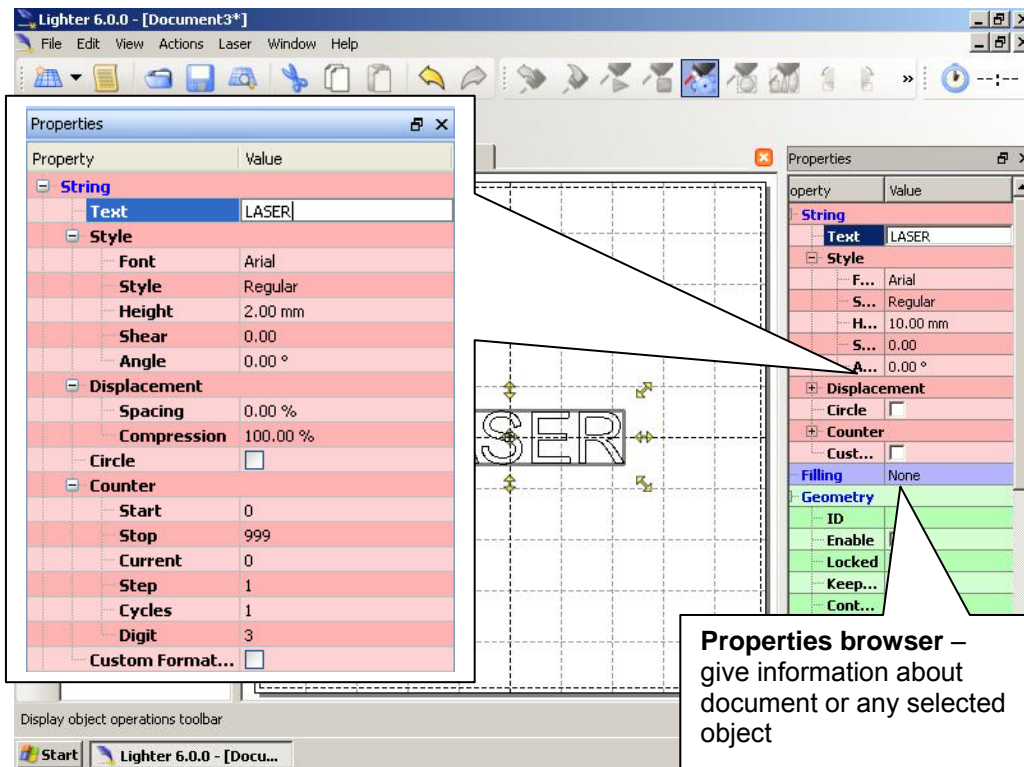 Lighter 6.0.0 - [Document3*]
File Edit View Actions Laser Window Help
» --:--
Properties
Property Value
String
Text LASER
Style
Font Arial
Style Regular
Height 2.00 mm
Shear 0.00
Angle 0.00 °
Displacement
Spacing 0.00 %
Compression 100.00 %
Circle
Counter
Start 0
Stop 999
Current 0
Step 1
Cycles 1
Digit 3
Custom Format...
ASER
Properties
operty Value
String
Text LASER
Style
F... Arial
S... Regular
H... 10.00 mm
S... 0.00
A... 0.00 °
Displacement
Circle
Counter
Cust...
Filling None
Geometry
ID
Enable
Locked
Keep...
Cont...
Properties browser –
give information about
document or any selected
object
Display object operations toolbar
Start Lighter 6.0.0 - [Docu...